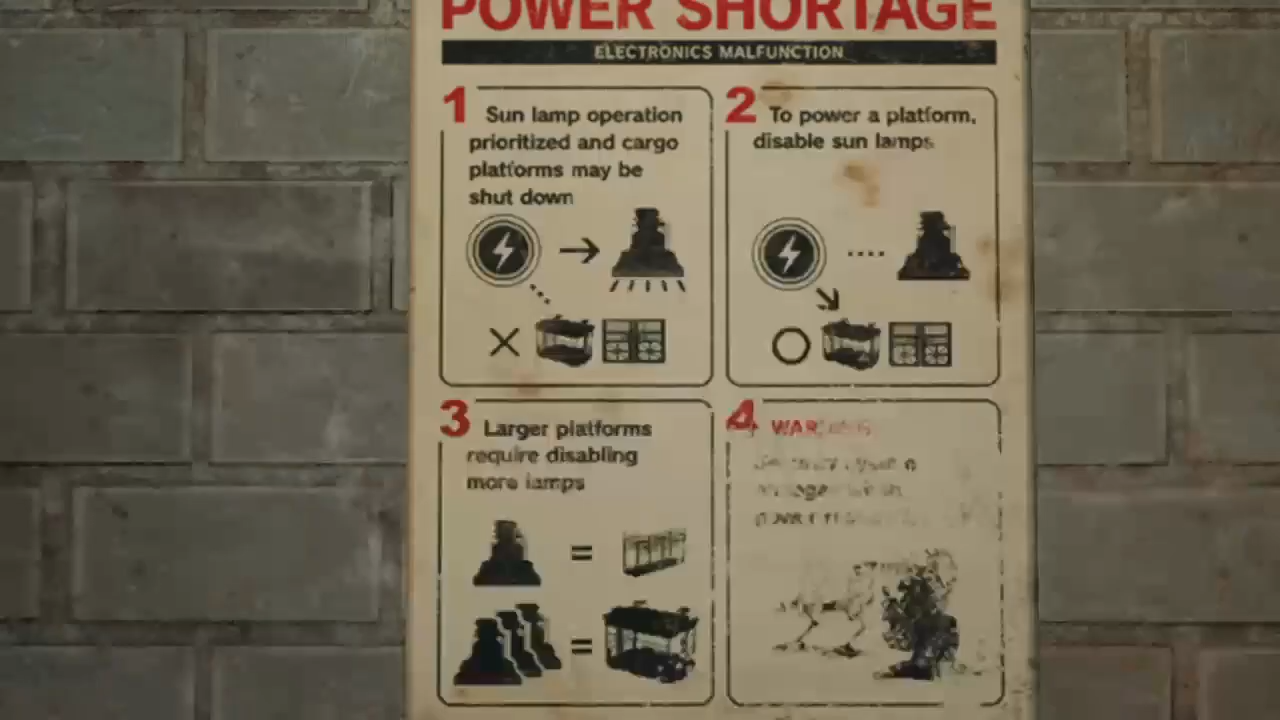 POWER SHORTAGE
ELECTRONICS MALFUNCTION
1 Sun lamp operation
prioritized and cargo
platforms may be
shut down
2 To power a platform,
disable sun lamps
3 Larger platforms
require disabling
more lamps
4